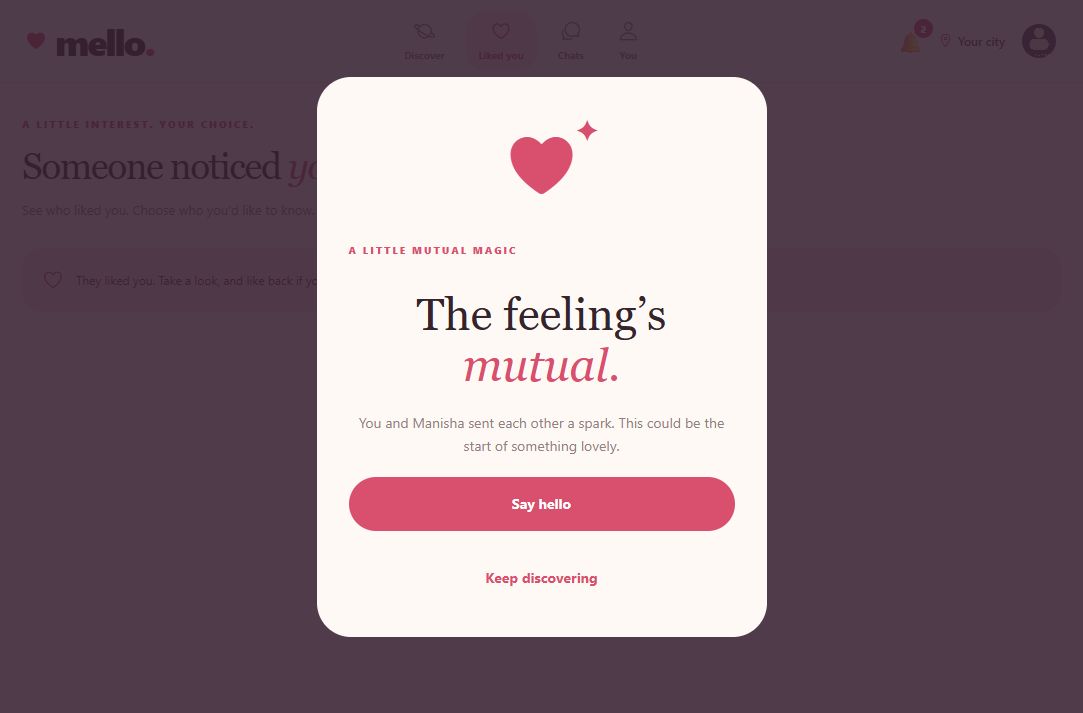 mello.
Discover
Liked you
Chats
You
2
Your city
A LITTLE INTEREST. YOUR CHOICE.
Someone noticed
See who liked you. Choose who you'd like to know.
They liked you. Take a look, and like back if
A LITTLE MUTUAL MAGIC
The feeling’s
mutual.
You and Manisha sent each other a spark. This could be the
start of something lovely.
Say hello
Keep discovering